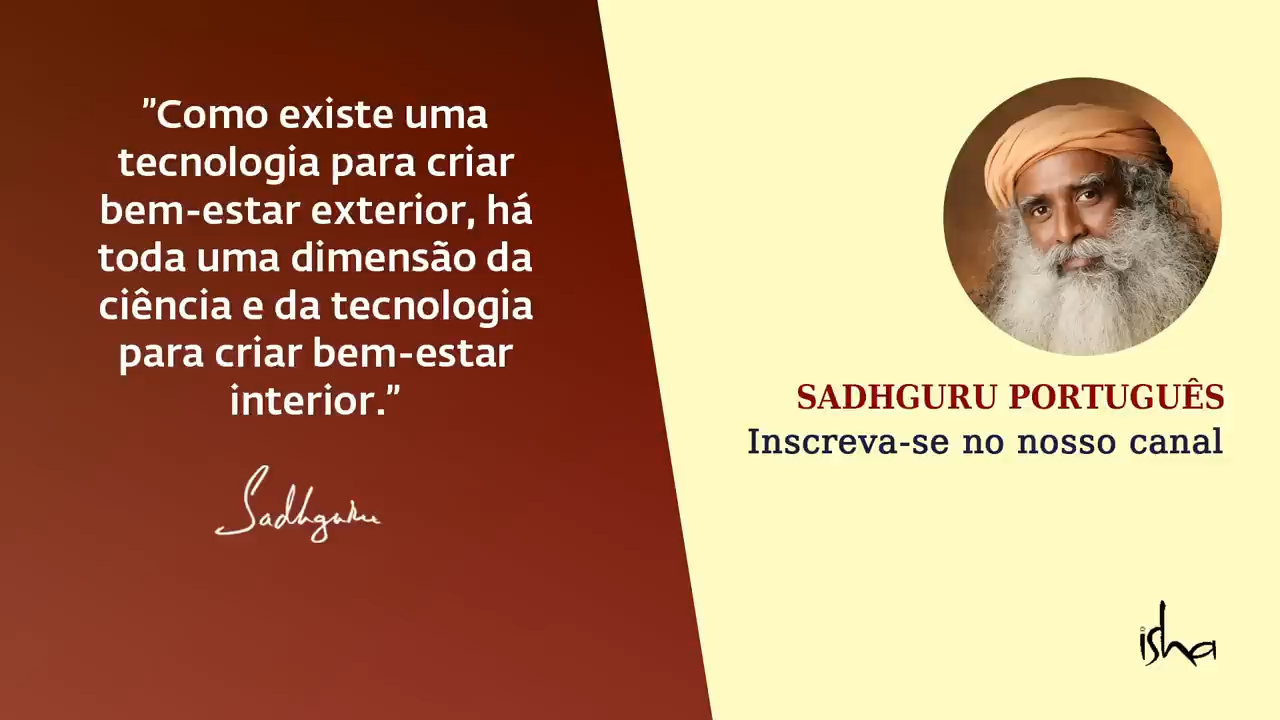 ”Como existe uma
tecnologia para criar
bem-estar exterior, há
toda uma dimensão da
ciência e da tecnologia
para criar bem-estar
interior.”
Sadhguru
SADHGURU PORTUGUÊS
Inscreva-se no nosso canal
isha